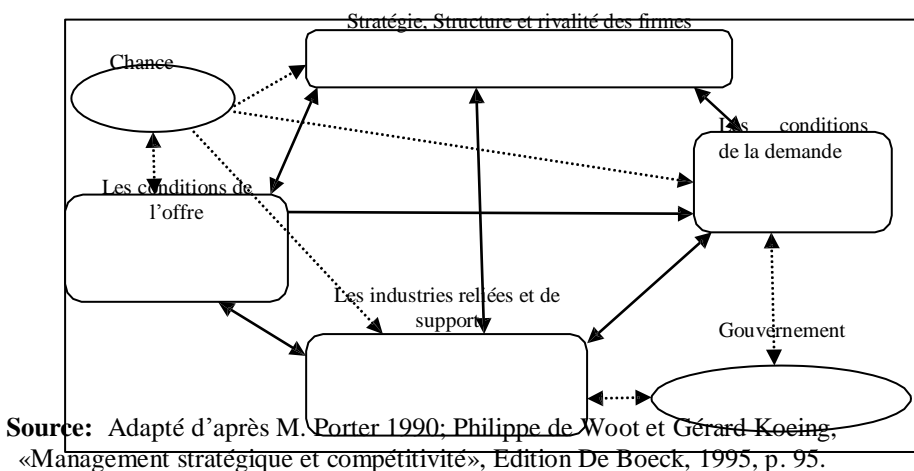 Stratégie, Structure et rivalité des firmes
Chance
Les conditions
de la demande
Les conditions de
l’offre
Les industries reliées et de
support
Gouvernement
Source: Adapté d’après M. Porter 1990; Philippe de Woot et Gérard Koeing,
«Management stratégique et compétitivité», Edition De Boeck, 1995, p. 95.